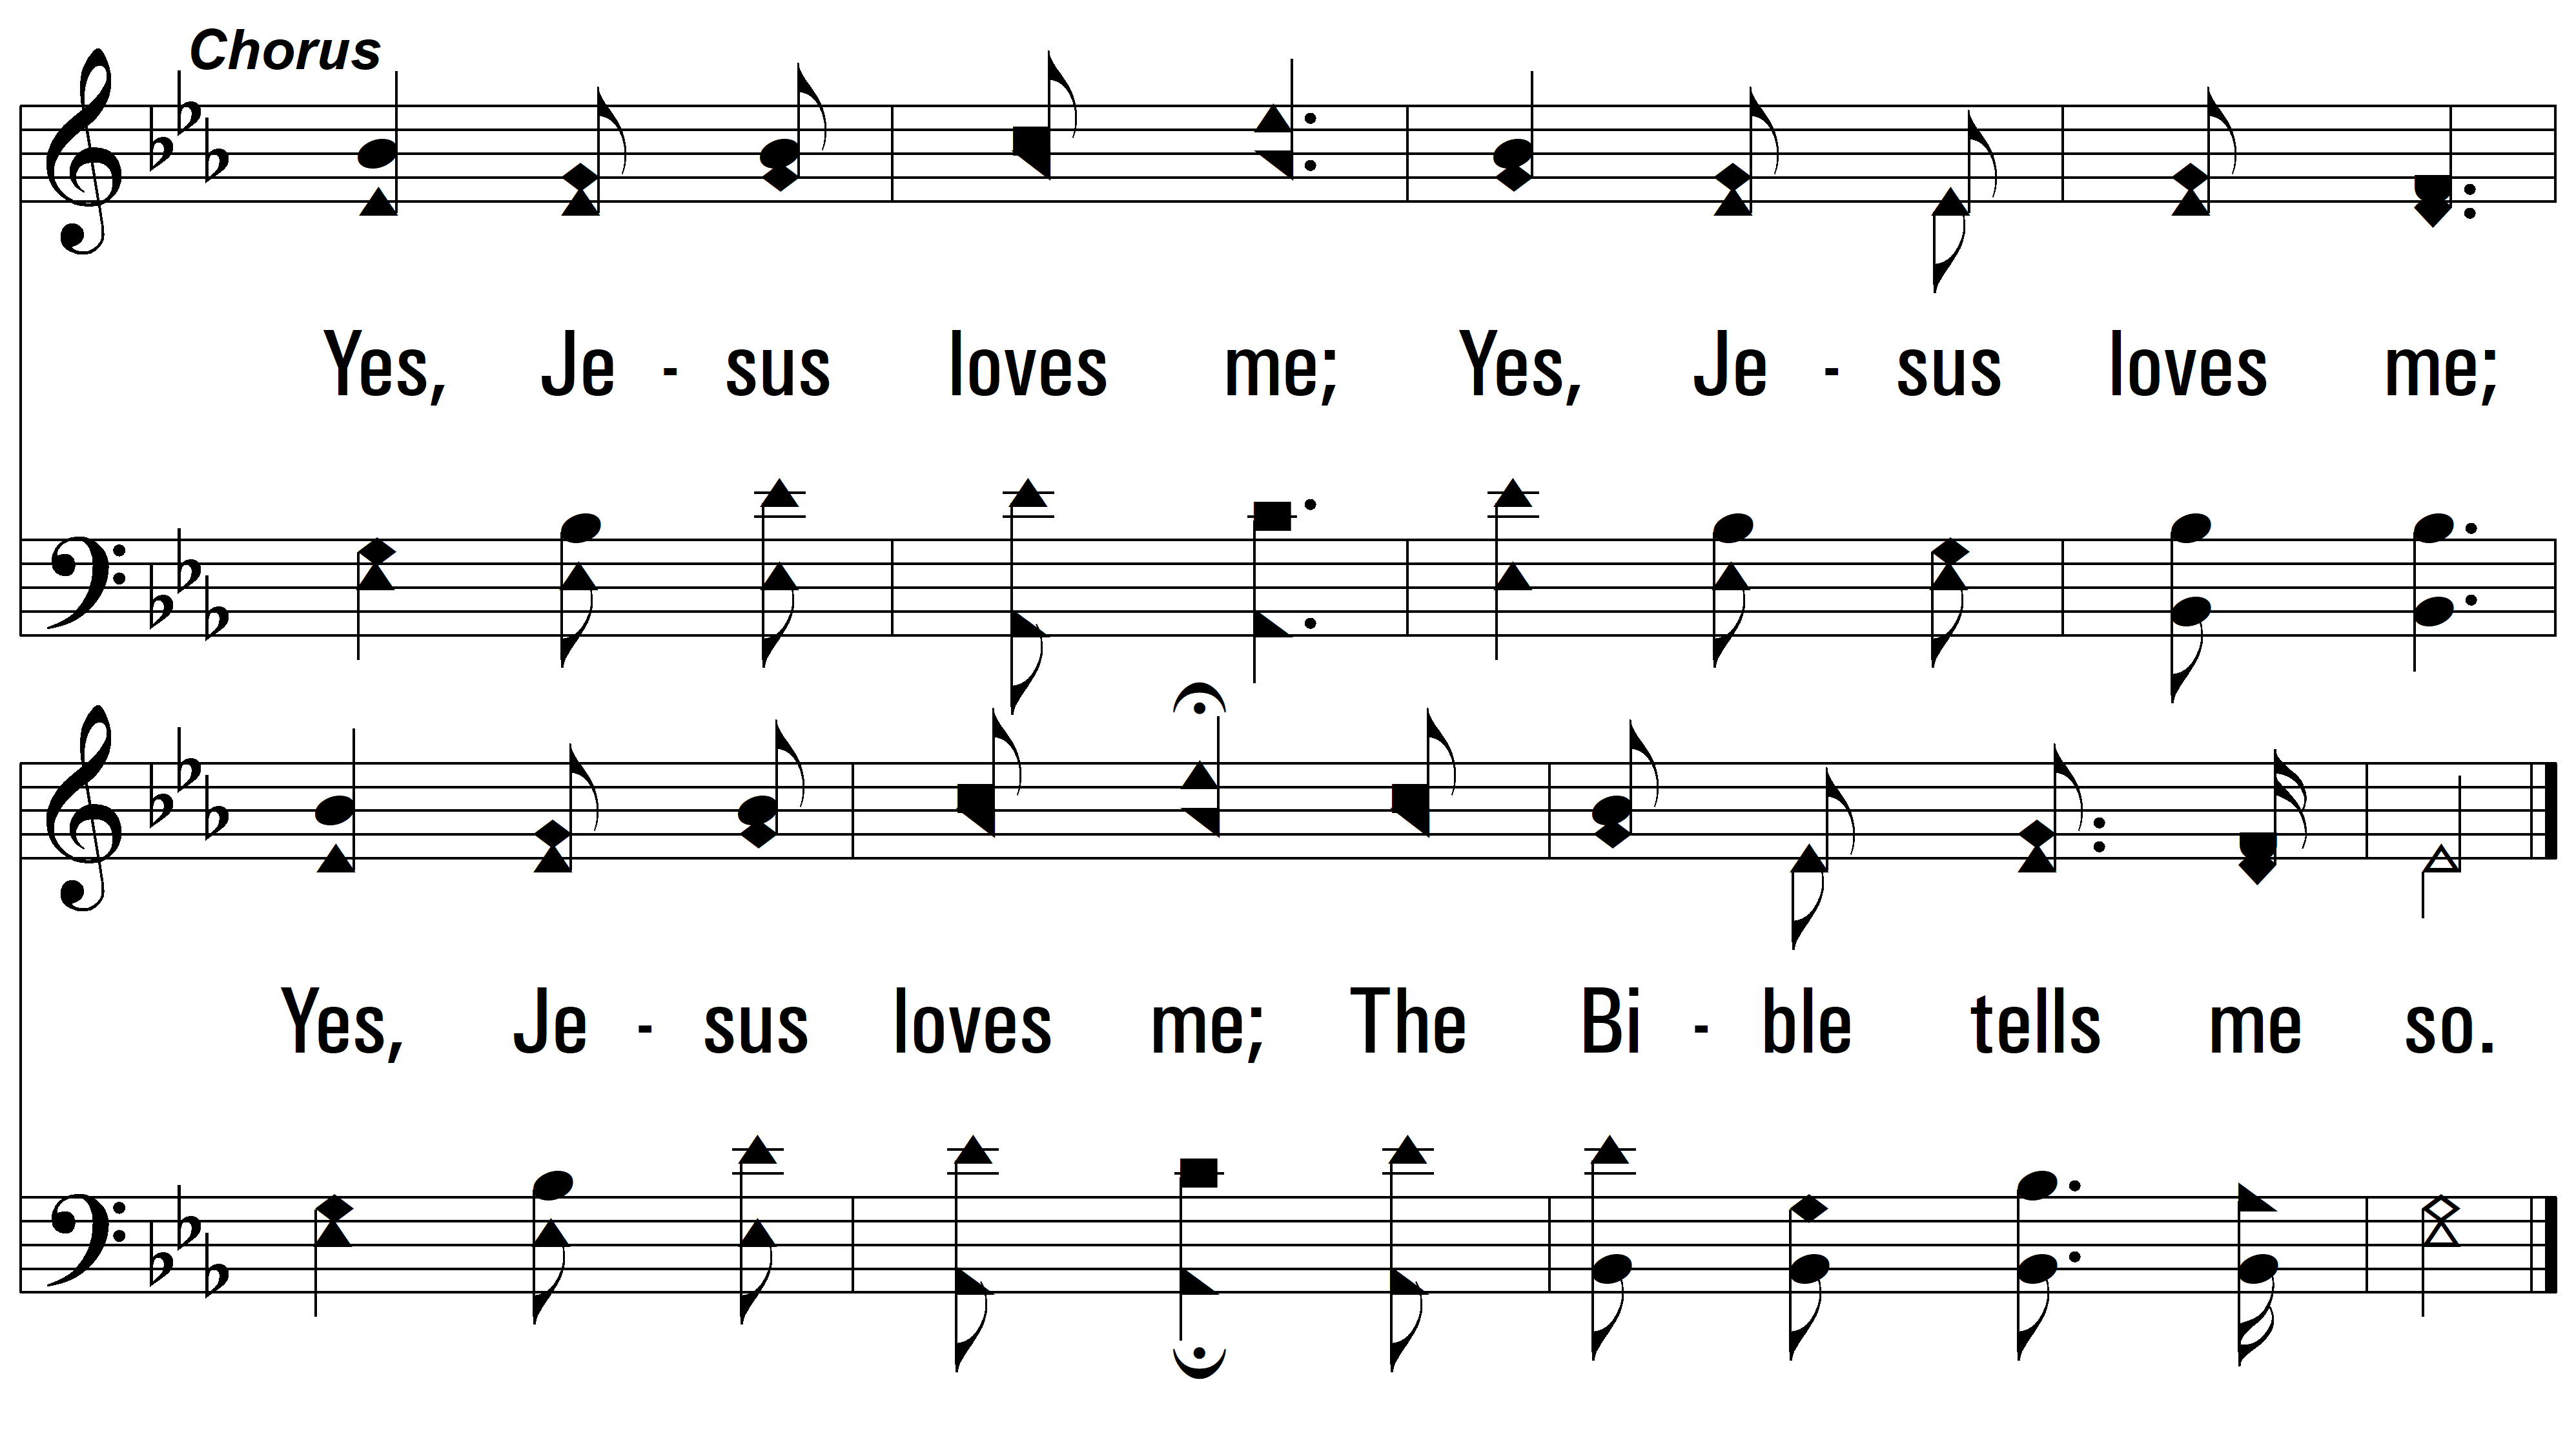 Chorus
Yes, Je - sus loves me; Yes, Je - sus loves me;
Yes, Je - sus loves me; The Bi - ble tells me so.